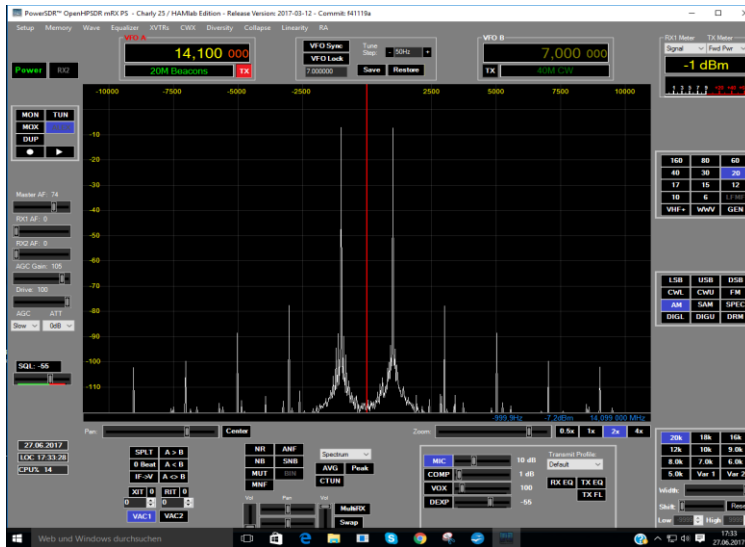 PowerSDR™ OpenHPSDR mRX PS - Charly 25 / HAMlab Edition - Release Version: 2017-03-12 - Commit: f41119a
Setup Memory Wave Equalizer XVTRs CWX Diversity Collapse Linearity RA
VFO A
14,100 000
20M Beacons TX
VFO Sync
VFO Lock
7.000000
Tune Step: - 50Hz +
Save Restore
VFO B
7,000 000
TX 40M CW
RX1 Meter TX Meter
Signal Fwd Pwr
-1 dBm
1 3 5 7 9 +20 +40 +60
Power RX2
MON TUN
MOX
DUP
-10000 -5000 -2500 2500 5000 10000
-10
-20
-30
-40
-50
-60
-70
-80
-90
-100
-110
-999,9Hz -7,2dBm 14,099.000 MHz
Master AF: 74
RX1 AF: 0
RX2 AF: 0
AGC Gain: 105
Drive: 100
AGC ATT
Slow 0dB
SQL: -55
27.06.2017
LOC 17:33:28
CPU% 14
160 80 60
40 30 20
17 15 12
10 6 LFMF
VHF+ WWV GEN
LSB USB DSB
CWL CWU FM
AM SAM SPEC
DIGL DIGU DRM
Pan: Center Zoom: 0.5x 1x 2x 4x
SPLT A > B
0 Beat A < B
IF->V A <> B
XIT 0 RIT 0
0 0
VAC1 VAC2
NR ANF
NB SNB
MUT BIN
MNF
Spectrum
AVG Peak
CTUN
Vol Pan Vol
MultiRX
Swap
MIC 10 dB
COMP 1 dB
VOX 100
DEXP -55
Transmit Profile
Default
RX EQ TX EQ
TX FL
20k 18k 16k
12k 10k 9.0k
8.0k 7.0k 6.0k
5.0k Var 1 Var 2
Width:
Shift: Rese
Low High
Web und Windows durchsuchen
17:33
27.06.2017